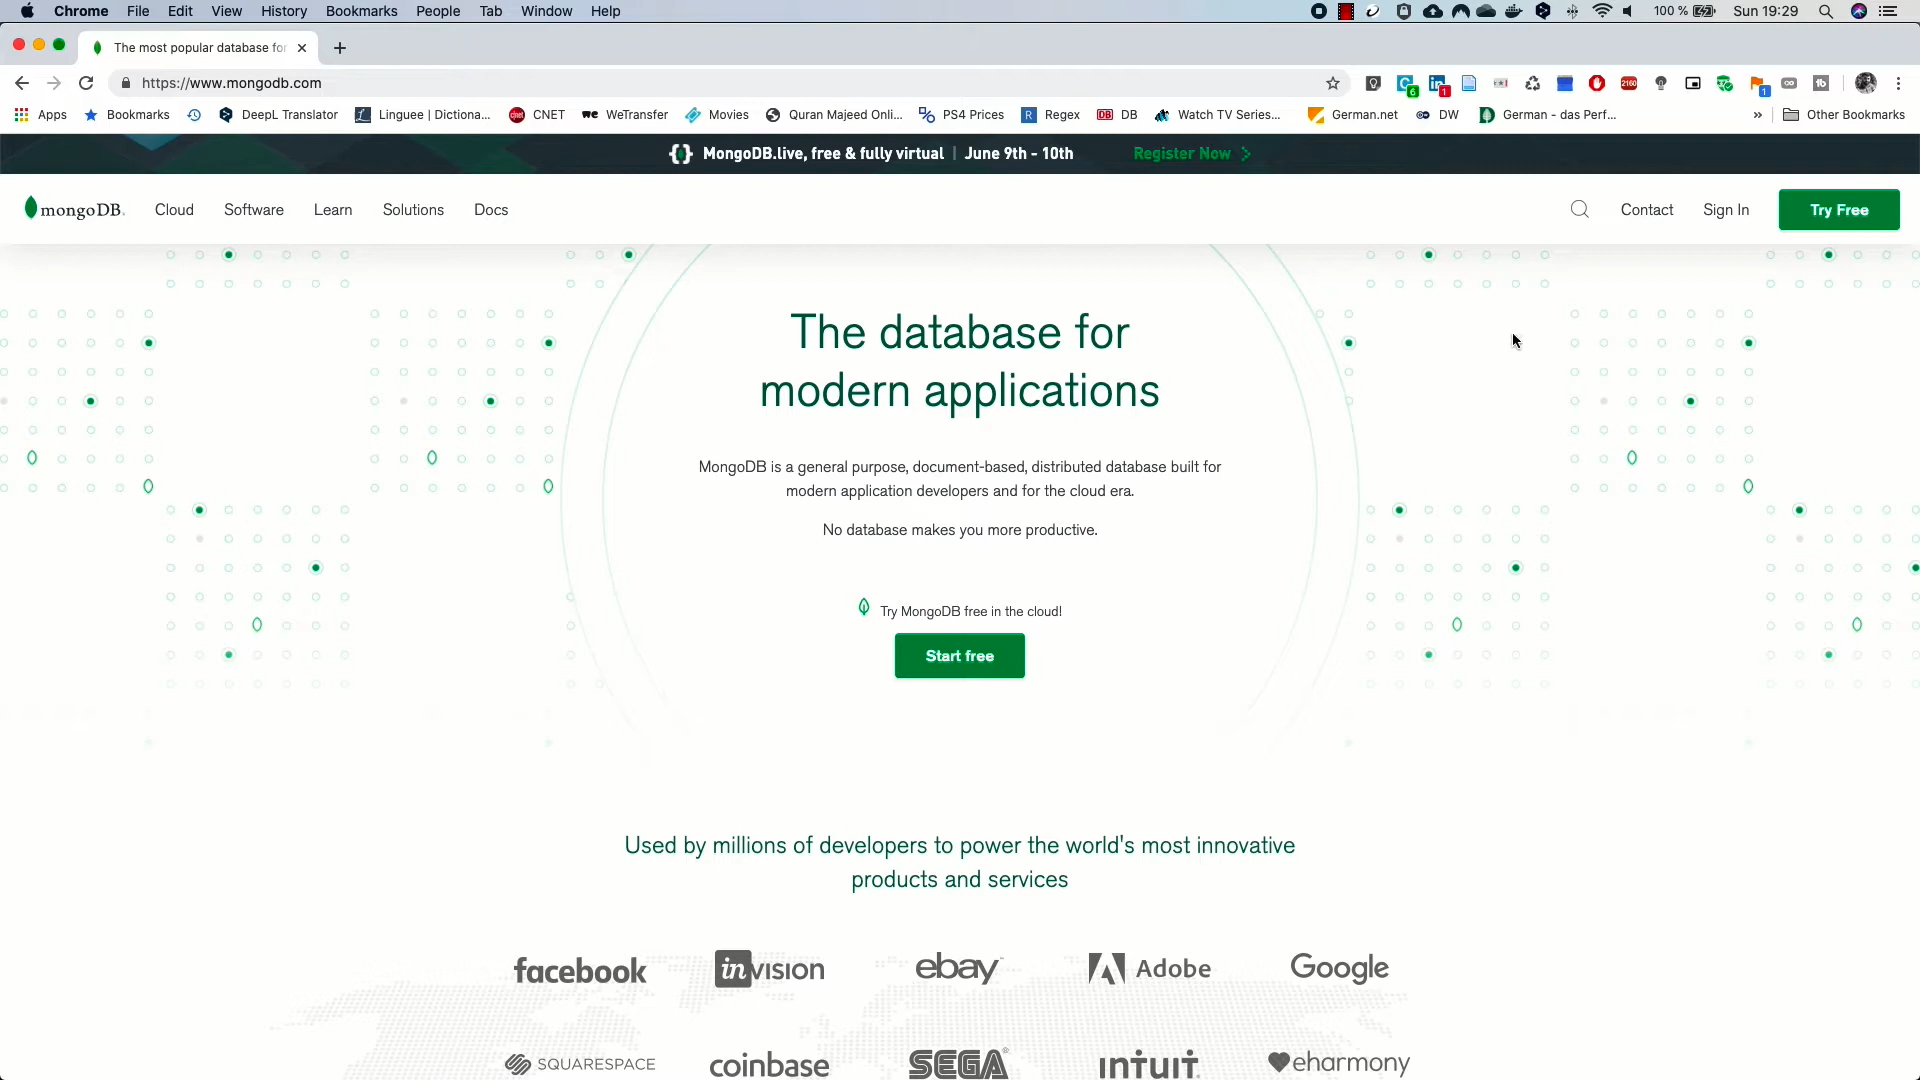 Chrome File Edit View History Bookmarks People Tab Window Help 100 % Sun 19:29
The most popular database for
https://www.mongodb.com
6 1 2160 1
Apps Bookmarks DeepL Translator Linguee | Dictiona... CNET WeTransfer Movies Quran Majeed Onli... PS4 Prices Regex DB Watch TV Series... German.net DW German - das Perf... » Other Bookmarks
MongoDB.live, free & fully virtual | June 9th - 10th Register Now
mongoDB. Cloud Software Learn Solutions Docs Contact Sign In Try Free
The database for
modern applications
MongoDB is a general purpose, document-based, distributed database built for
modern application developers and for the cloud era.
No database makes you more productive.
Try MongoDB free in the cloud!
Start free
Used by millions of developers to power the world's most innovative
products and services
facebook invision ebay Adobe Google
SQUARESPACE coinbase SEGA intuit eharmony